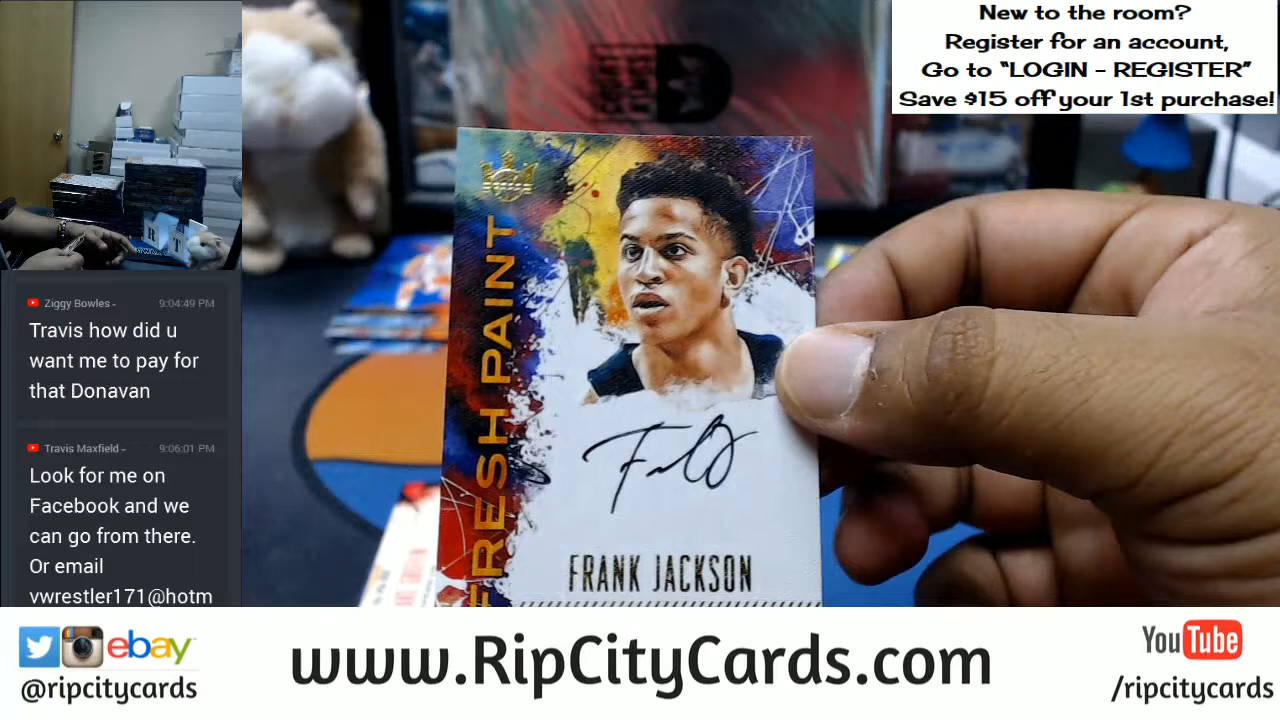 New to the room?
Register for an account,
Go to “LOGIN - REGISTER”
Save $15 off your 1st purchase!
R
T
Ziggy Bowles -
9:04:49 PM
Travis how did u
want me to pay for
that Donavan
Travis Maxfield -
9:06:01 PM
Look for me on
Facebook and we
can go from there.
Or email
vwrestler171@hotm
FRESH PAINT
FRANK JACKSON
ebay
@ripcitycards
www.RipCityCards.com
YouTube
/ripcitycards